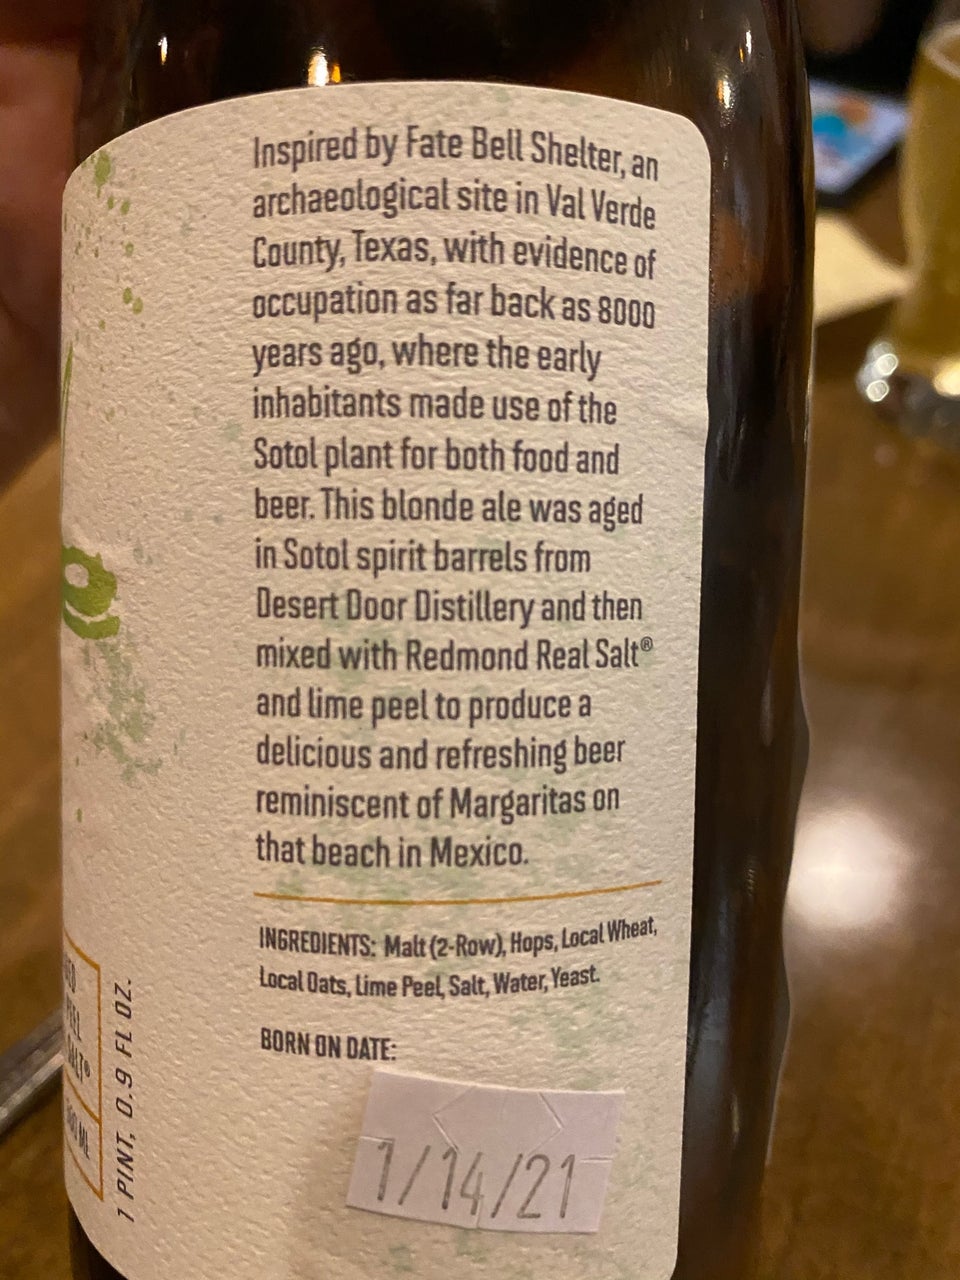 Inspired by Fate Bell Shelter, an
archaeological site in Val Verde
County, Texas, with evidence of
occupation as far back as 8000
years ago, where the early
inhabitants made use of the
Sotol plant for both food and
beer. This blonde ale was aged
in Sotol spirit barrels from
Desert Door Distillery and then
mixed with Redmond Real Salt®
and lime peel to produce a
delicious and refreshing beer
reminiscent of Margaritas on
that beach in Mexico.
INGREDIENTS: Malt (2-Row), Hops, Local Wheat,
Local Oats, Lime Peel, Salt, Water, Yeast.
BORN ON DATE:
1/14/21
1 PINT, 0.9 FL OZ.